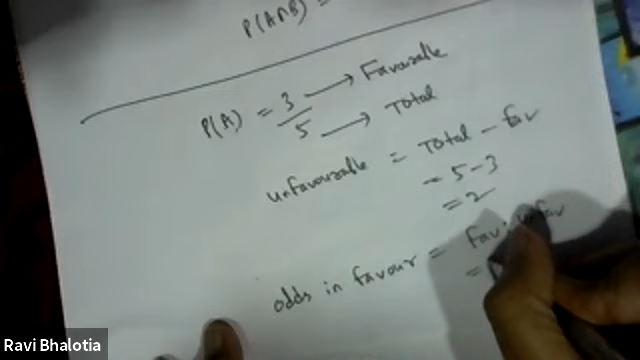 P(A∩B) =
P(A) = 3/5 → Favourable
→ Total
unfavourable = Total - fav
= 5-3
= 2
odds in favour = fav: unfav
=
Ravi Bhalotia